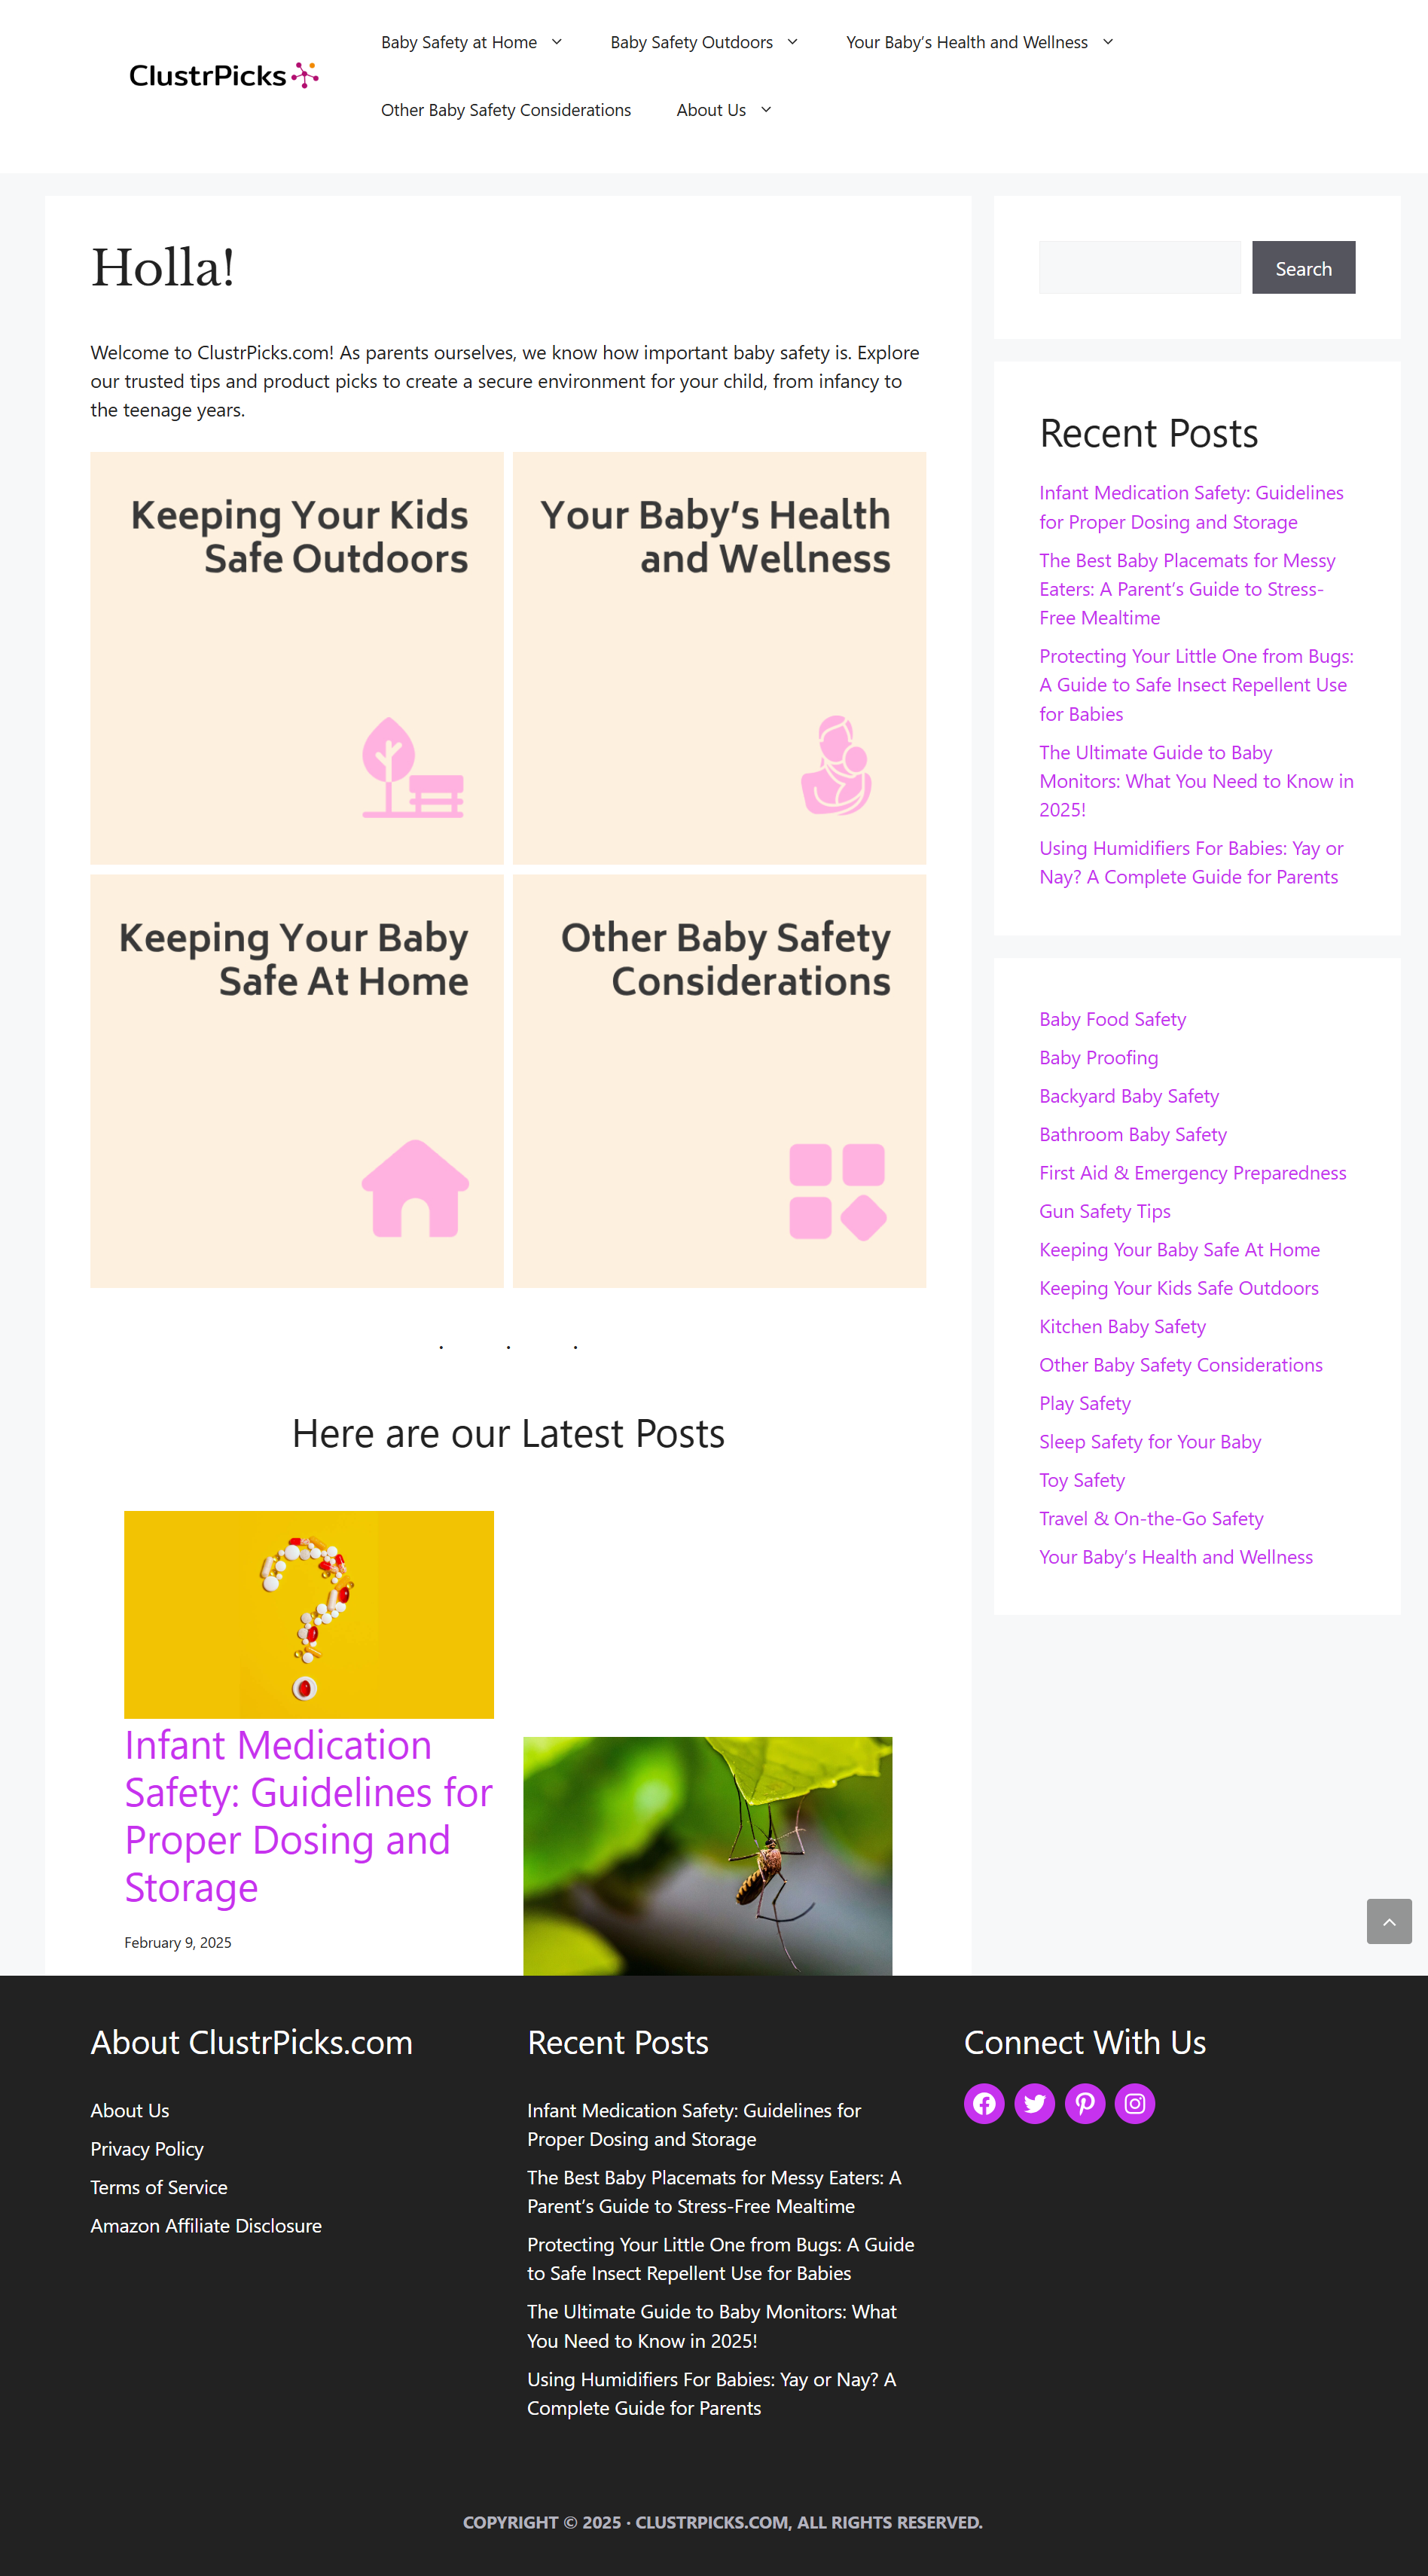 ClustrPicks
Baby Safety at Home
Baby Safety Outdoors
Your Baby’s Health and Wellness
Other Baby Safety Considerations
About Us
Holla!
Welcome to ClustrPicks.com! As parents ourselves, we know how important baby safety is. Explore
our trusted tips and product picks to create a secure environment for your child, from infancy to
the teenage years.
Keeping Your Kids
Safe Outdoors
Your Baby’s Health
and Wellness
Keeping Your Baby
Safe At Home
Other Baby Safety
Considerations
. . .
Here are our Latest Posts
Infant Medication
Safety: Guidelines for
Proper Dosing and
Storage
February 9, 2025
Search
Recent Posts
Infant Medication Safety: Guidelines
for Proper Dosing and Storage
The Best Baby Placemats for Messy
Eaters: A Parent’s Guide to Stress-
Free Mealtime
Protecting Your Little One from Bugs:
A Guide to Safe Insect Repellent Use
for Babies
The Ultimate Guide to Baby
Monitors: What You Need to Know in
2025!
Using Humidifiers For Babies: Yay or
Nay? A Complete Guide for Parents
Baby Food Safety
Baby Proofing
Backyard Baby Safety
Bathroom Baby Safety
First Aid & Emergency Preparedness
Gun Safety Tips
Keeping Your Baby Safe At Home
Keeping Your Kids Safe Outdoors
Kitchen Baby Safety
Other Baby Safety Considerations
Play Safety
Sleep Safety for Your Baby
Toy Safety
Travel & On-the-Go Safety
Your Baby’s Health and Wellness
About ClustrPicks.com
About Us
Privacy Policy
Terms of Service
Amazon Affiliate Disclosure
Recent Posts
Infant Medication Safety: Guidelines for
Proper Dosing and Storage
The Best Baby Placemats for Messy Eaters: A
Parent’s Guide to Stress-Free Mealtime
Protecting Your Little One from Bugs: A Guide
to Safe Insect Repellent Use for Babies
The Ultimate Guide to Baby Monitors: What
You Need to Know in 2025!
Using Humidifiers For Babies: Yay or Nay? A
Complete Guide for Parents
Connect With Us
COPYRIGHT © 2025 · CLUSTRPICKS.COM, ALL RIGHTS RESERVED.